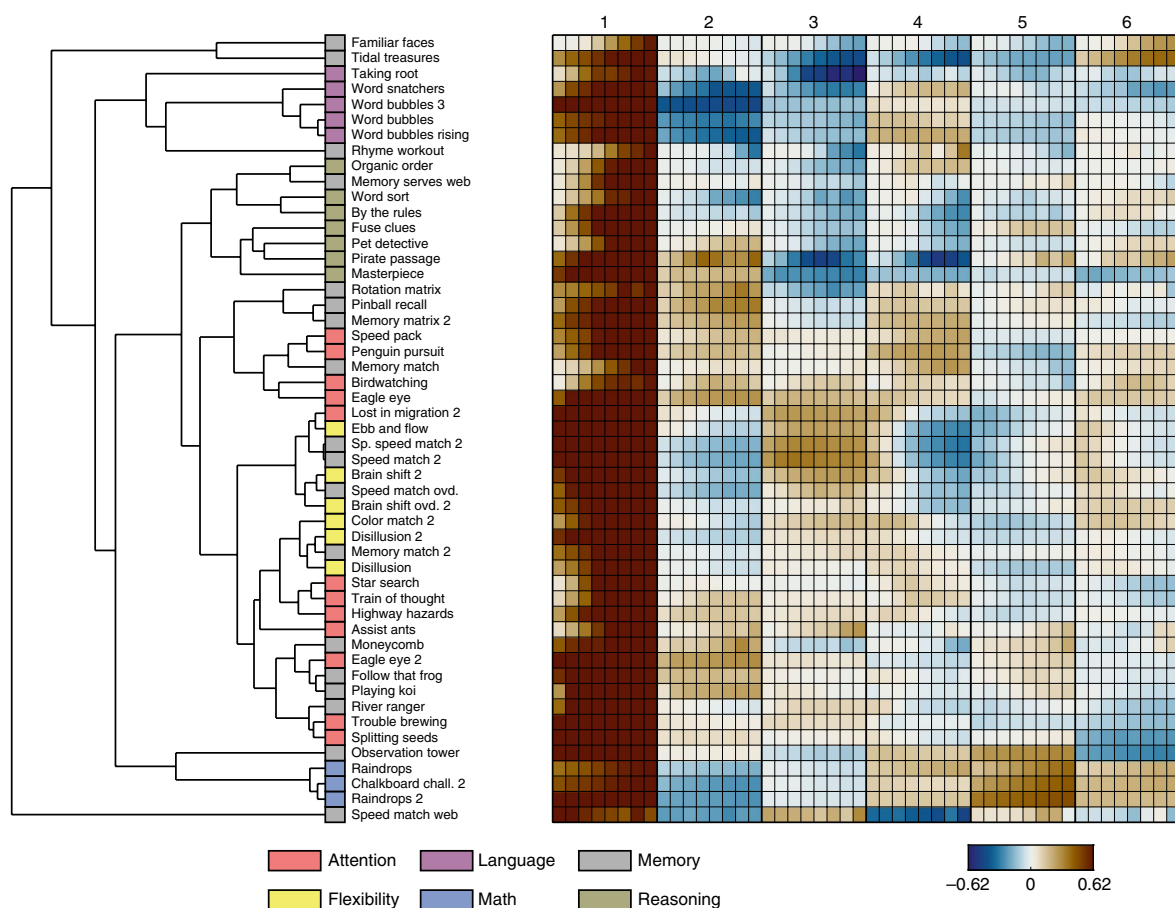 1 2 3 4 5 6
Familiar faces
Tidal treasures
Taking root
Word snatchers
Word bubbles 3
Word bubbles
Word bubbles rising
Rhyme workout
Organic order
Memory serves web
Word sort
By the rules
Fuse clues
Pet detective
Pirate passage
Masterpiece
Rotation matrix
Pinball recall
Memory matrix 2
Speed pack
Penguin pursuit
Memory match
Birdwatching
Eagle eye
Lost in migration 2
Ebb and flow
Sp. speed match 2
Speed match 2
Brain shift 2
Speed match ovd.
Brain shift ovd. 2
Color match 2
Disillusion 2
Memory match 2
Disillusion
Star search
Train of thought
Highway hazards
Assist ants
Moneycomb
Eagle eye 2
Follow that frog
Playing koi
River ranger
Trouble brewing
Splitting seeds
Observation tower
Raindrops
Chalkboard chall. 2
Raindrops 2
Speed match web
Attention Language Memory
Flexibility Math Reasoning
−0.62 0 0.62